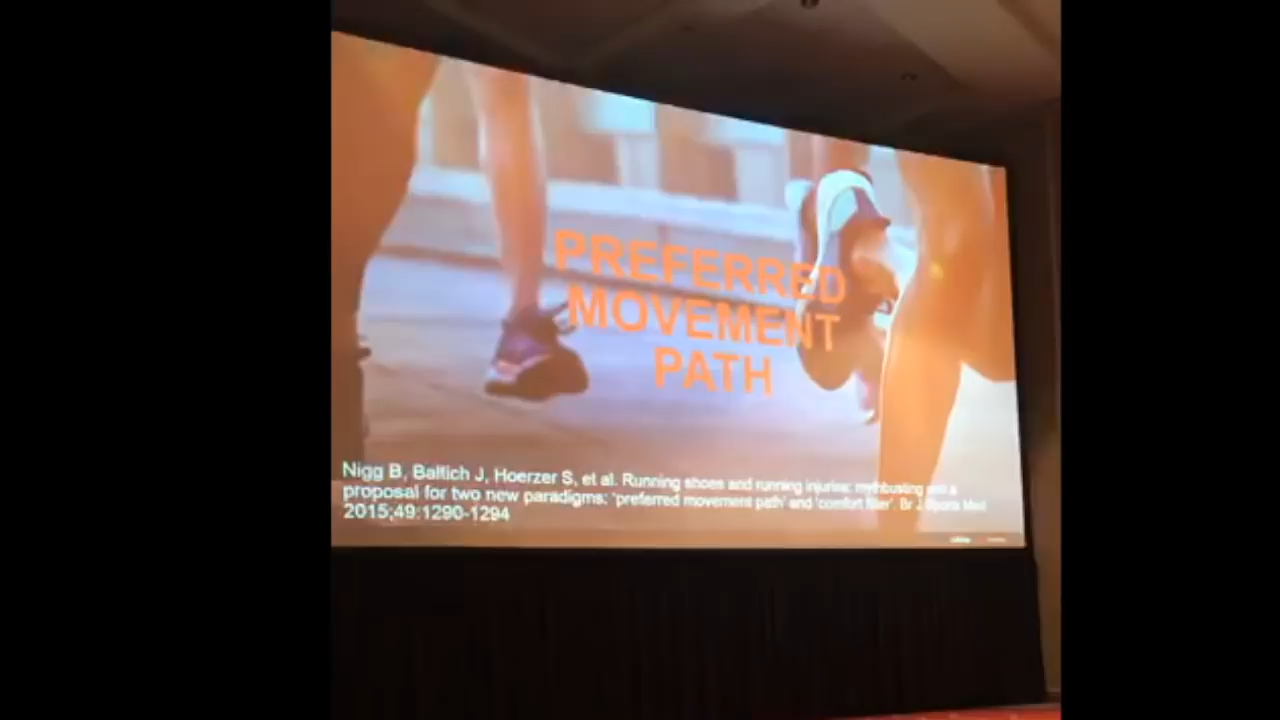 PREFERRED
MOVEMENT
PATH
Nigg B, Baltich J, Hoerzer S, et al. Running shoes and running injuries: mythbusting and a
proposal for two new paradigms: 'preferred movement path' and 'comfort filter'. Br J Sports Med
2015;49:1290-1294